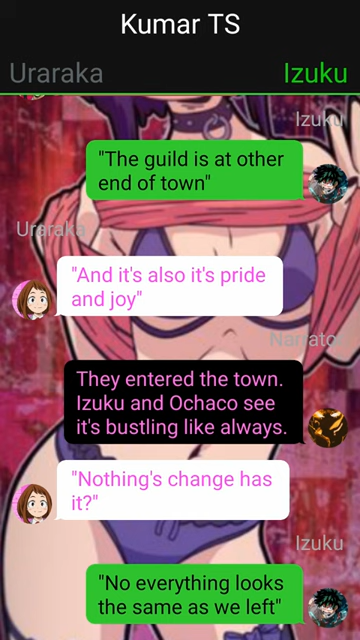 Kumar TS
Uraraka
Izuku
Izuku
"The guild is at other
end of town"
Uraraka
"And it's also it's pride
and joy"
Narrator
They entered the town.
Izuku and Ochaco see
it's bustling like always.
"Nothing's change has
it?"
Izuku
"No everything looks
the same as we left"